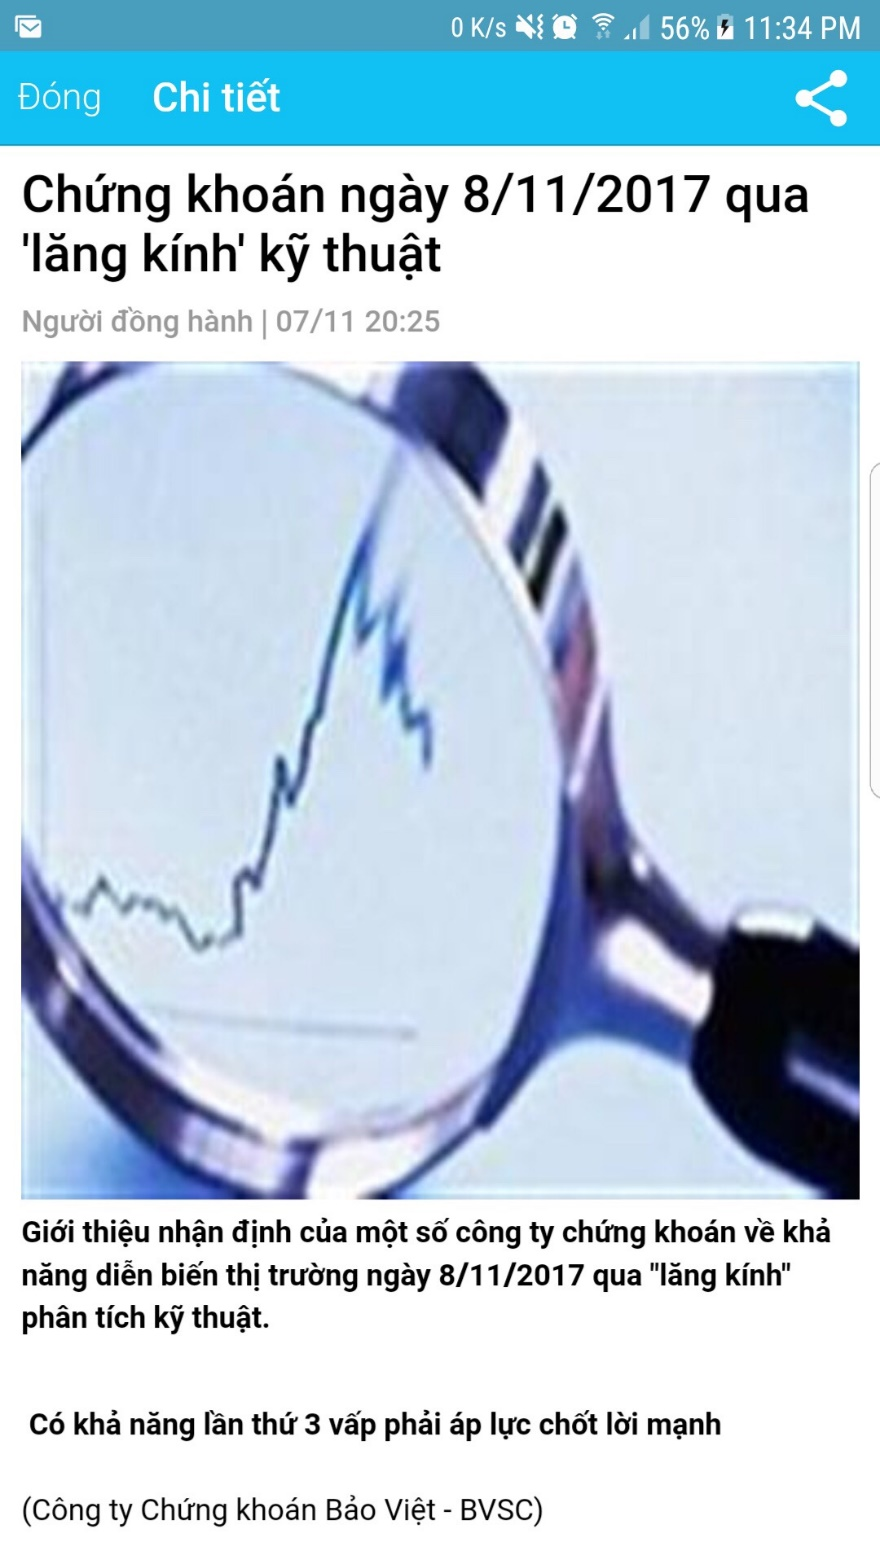 0 K/s 56% 11:34 PM
Đóng Chi tiết
Chứng khoán ngày 8/11/2017 qua
'lăng kính' kỹ thuật
Người đồng hành | 07/11 20:25
Giới thiệu nhận định của một số công ty chứng khoán về khả
năng diễn biến thị trường ngày 8/11/2017 qua "lăng kính"
phân tích kỹ thuật.
Có khả năng lần thứ 3 vấp phải áp lực chốt lời mạnh
(Công ty Chứng khoán Bảo Việt - BVSC)